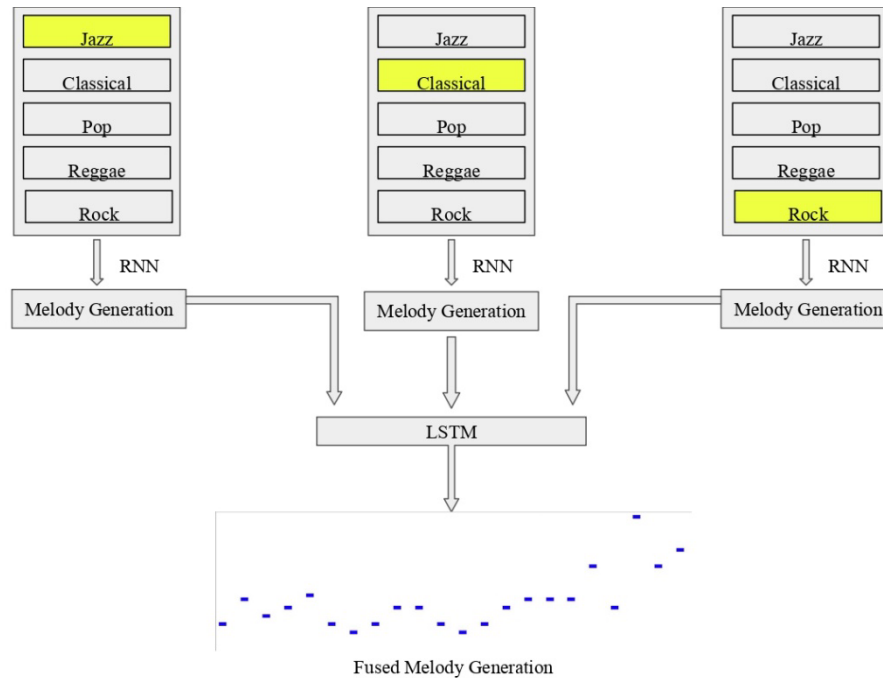 Jazz
Classical
Pop
Reggae
Rock
Jazz
Classical
Pop
Reggae
Rock
Jazz
Classical
Pop
Reggae
Rock
RNN
RNN
RNN
Melody Generation
Melody Generation
Melody Generation
LSTM
Fused Melody Generation